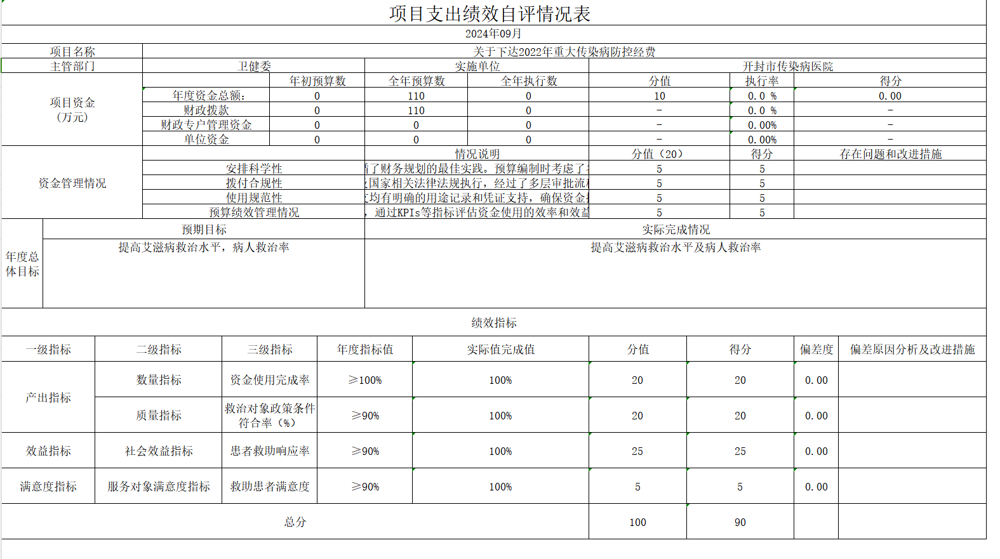 项目支出绩效自评情况表
2024年09月
项目名称 关于下达2022年重大传染病防控经费
主管部门 卫健委 实施单位 开封市传染病医院
项目资金
(万元)
年初预算数 全年预算数 全年执行数 分值 执行率 得分
年度资金总额: 0 110 0 10 0.0 % 0.00
财政拨款 0 110 0 - 0.0 % -
财政专户管理资金 0 0 0 - 0.00% -
单位资金 0 0 0 - 0.00% -
资金管理情况
情况说明 分值（20） 得分 存在问题和改进措施
安排科学性 了财务规划的最佳实践。预算编制时考虑了 5 5
拨付合规性 国家相关法律法规执行，经过了多层审批流 5 5
使用规范性 均有明确的用途记录和凭证支持，确保资金 5 5
预算绩效管理情况 ，通过KPIs等指标评估资金使用的效率和效益 5 5
年度总
体目标
预期目标 实际完成情况
提高艾滋病救治水平，病人救治率 提高艾滋病救治水平及病人救治率
绩效指标
一级指标 二级指标 三级指标 年度指标值 实际值完成值 分值 得分 偏差度 偏差原因分析及改进措施
产出指标
数量指标 资金使用完成率 ≥100% 100% 20 20 0.00
质量指标 救治对象政策条件
符合率（%） ≥90% 100% 20 20 0.00
效益指标 社会效益指标 患者救助响应率 ≥90% 100% 25 25 0.00
满意度指标 服务对象满意度指标 救助患者满意度 ≥90% 100% 5 5 0.00
总分 100 90